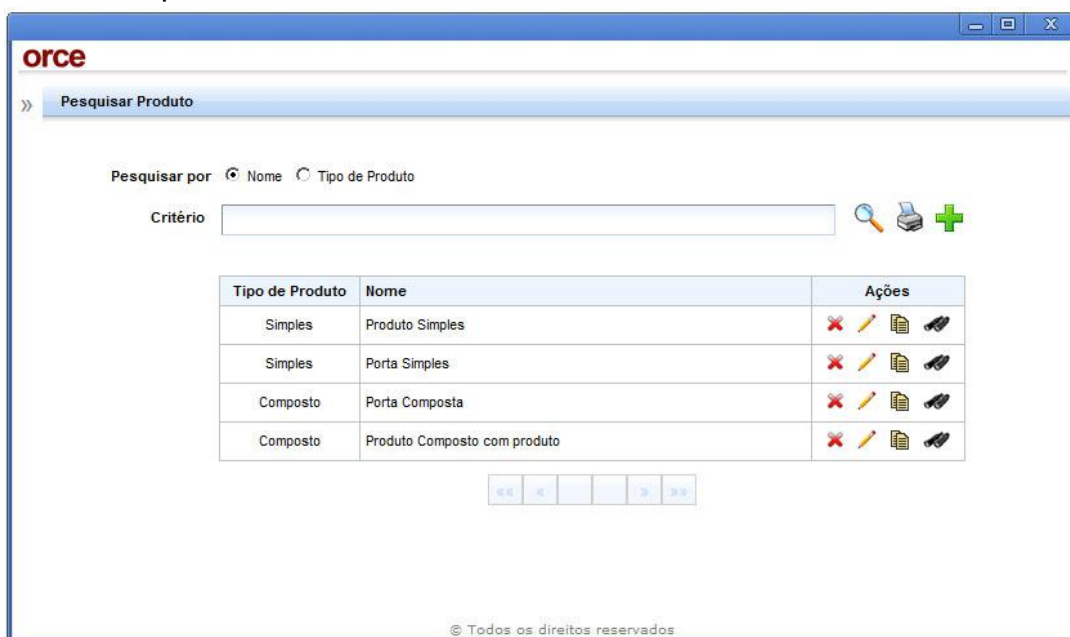 orce
» Pesquisar Produto
Pesquisar por Nome Tipo de Produto
Critério
Tipo de Produto Nome Ações
Simples Produto Simples
Simples Porta Simples
Composto Porta Composta
Composto Produto Composto com produto
«« « » »»
© Todos os direitos reservados